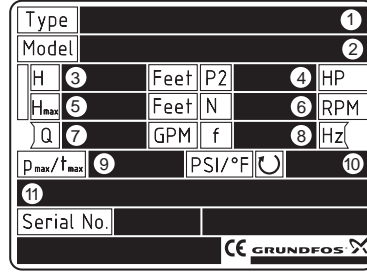 Type 1
Model 2
H 3 Feet P2 4 HP
Hmax 5 Feet N 6 RPM
Q 7 GPM f 8 Hz
pmax/tmax 9 PSI/°F 10
11
Serial No.
CE GRUNDFOS